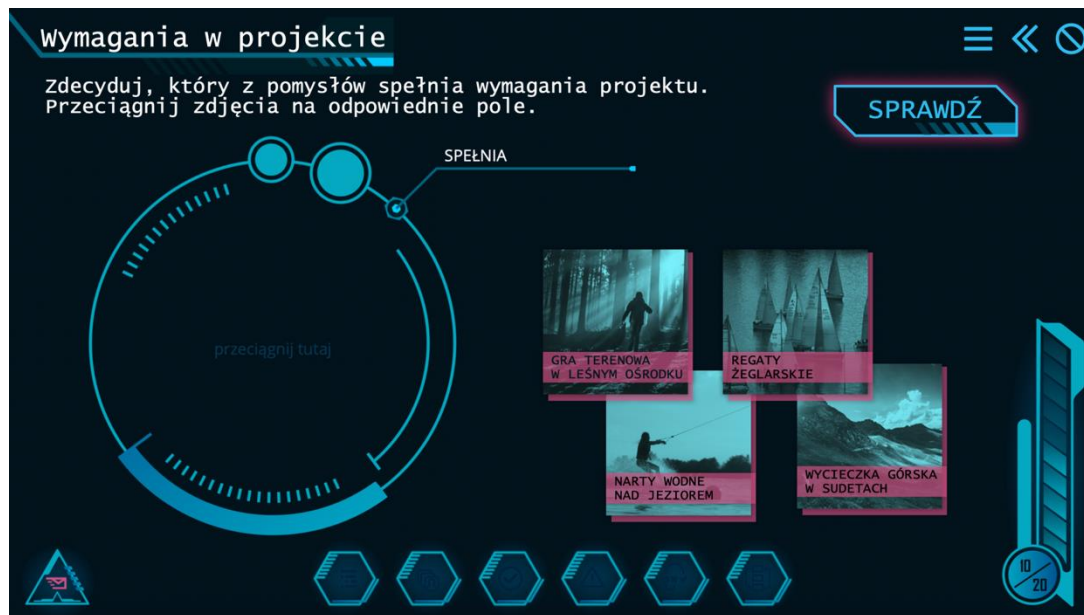 Wymagania w projekcie
Zdecyduj, który z pomysłów spełnia wymagania projektu.
Przeciągnij zdjęcia na odpowiednie pole.
SPRAWDŹ
SPEŁNIA
przeciągnij tutaj
GRA TERENOWA
W LEŚNYM OŚRODKU
REGATY
ŻEGLARSKIE
NARTY WODNE
NAD JEZIOREM
WYCIECZKA GÓRSKA
W SUDETACH
10
20